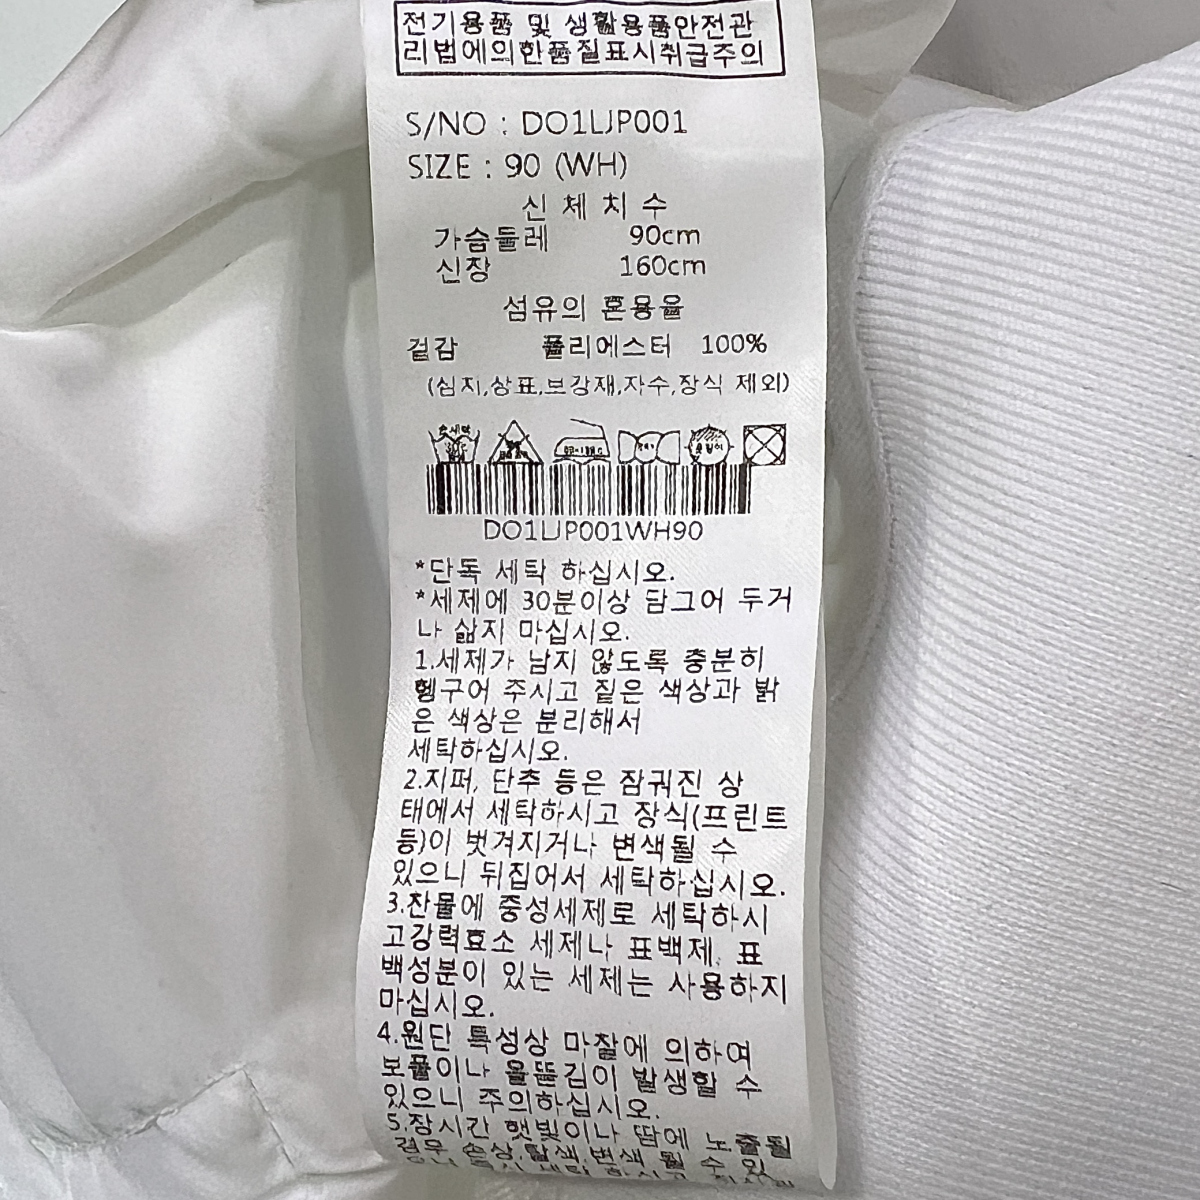 전기용품 및 생활용품안전관
리법에의한품질표시취급주의
S/NO : DO1LJP001
SIZE : 90 (WH)
신 체 치 수
가슴둘레 90cm
신장 160cm
섬유의 혼용율
겉감 폴리에스터 100%
(심지,상표,보강재,자수,장식 제외)
손세탁
DO1LJP001WH90
*단독 세탁 하십시오.
*세제에 30분이상 담그어 두거
나 삶지 마십시오.
1.세제가 남지 않도록 충분히
헹구어 주시고 짙은 색상과 밝
은 색상은 분리해서
세탁하십시오.
2.지퍼, 단추 등은 잠궈진 상
태에서 세탁하시고 장식(프린트
등)이 벗겨지거나 변색될 수
있으니 뒤집어서 세탁하십시오.
3.찬물에 중성세제로 세탁하시
고강력효소 세제나 표백제, 표
백성분이 있는 세제는 사용하지
마십시오.
4.원단 특성상 마찰에 의하여
보풀이나 올뜯김이 발생할 수
있으니 주의하십시오.
5.장시간 햇빛이나 땀에 노출될
경우 손상,탈색,변색 될 수 있